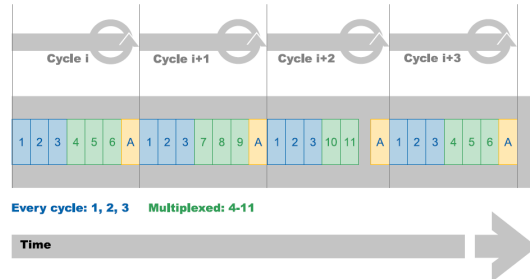 Cycle i Cycle i+1 Cycle i+2 Cycle i+3
1 2 3 4 5 6 A 1 2 3 7 8 9 A 1 2 3 10 11 A 1 2 3 4 5 6 A
Every cycle: 1, 2, 3 Multiplexed: 4-11
Time